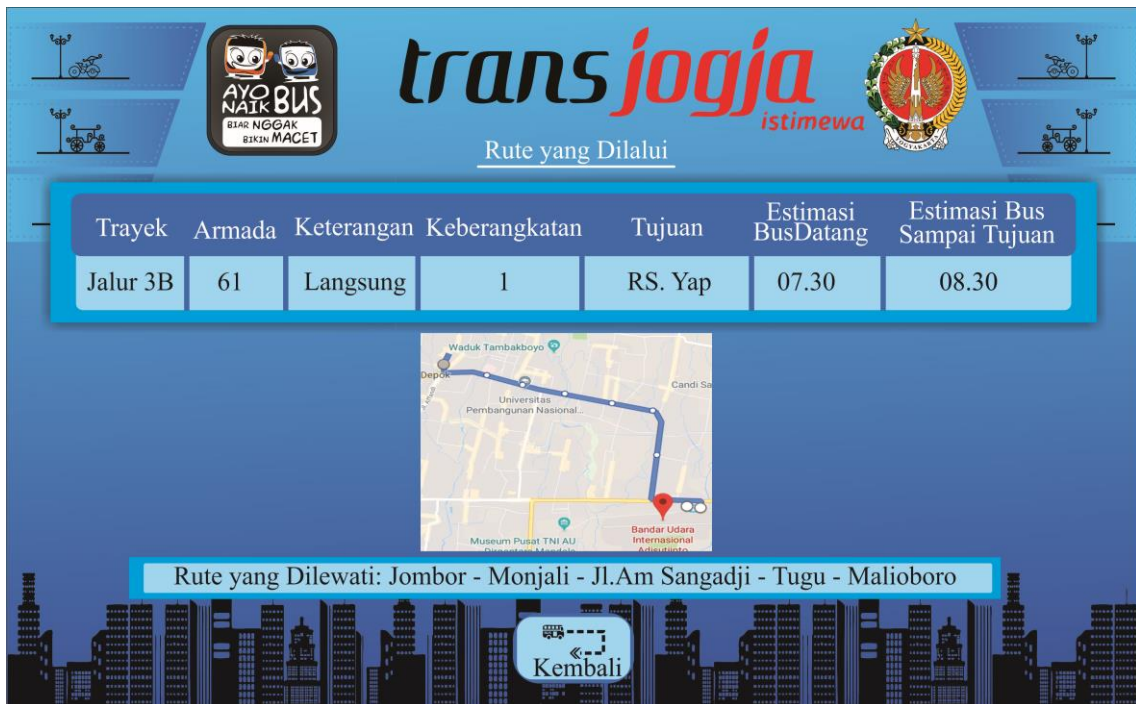 AYO
NAIK BUS
BIAR NGGAK
BIKIN MACET
trans jogja
istimewa
YOGYAKARTA
Rute yang Dilalui
Trayek Armada Keterangan Keberangkatan Tujuan Estimasi BusDatang Estimasi Bus Sampai Tujuan
Jalur 3B 61 Langsung 1 RS. Yap 07.30 08.30
Waduk Tambakboyo
Depok
Candi Sa
Universitas
Pembangunan Nasional...
Museum Pusat TNI AU
Bandar Udara
Internasional
Adisutjipto
Rute yang Dilewati: Jombor - Monjali - Jl.Am Sangadji - Tugu - Malioboro
Kembali